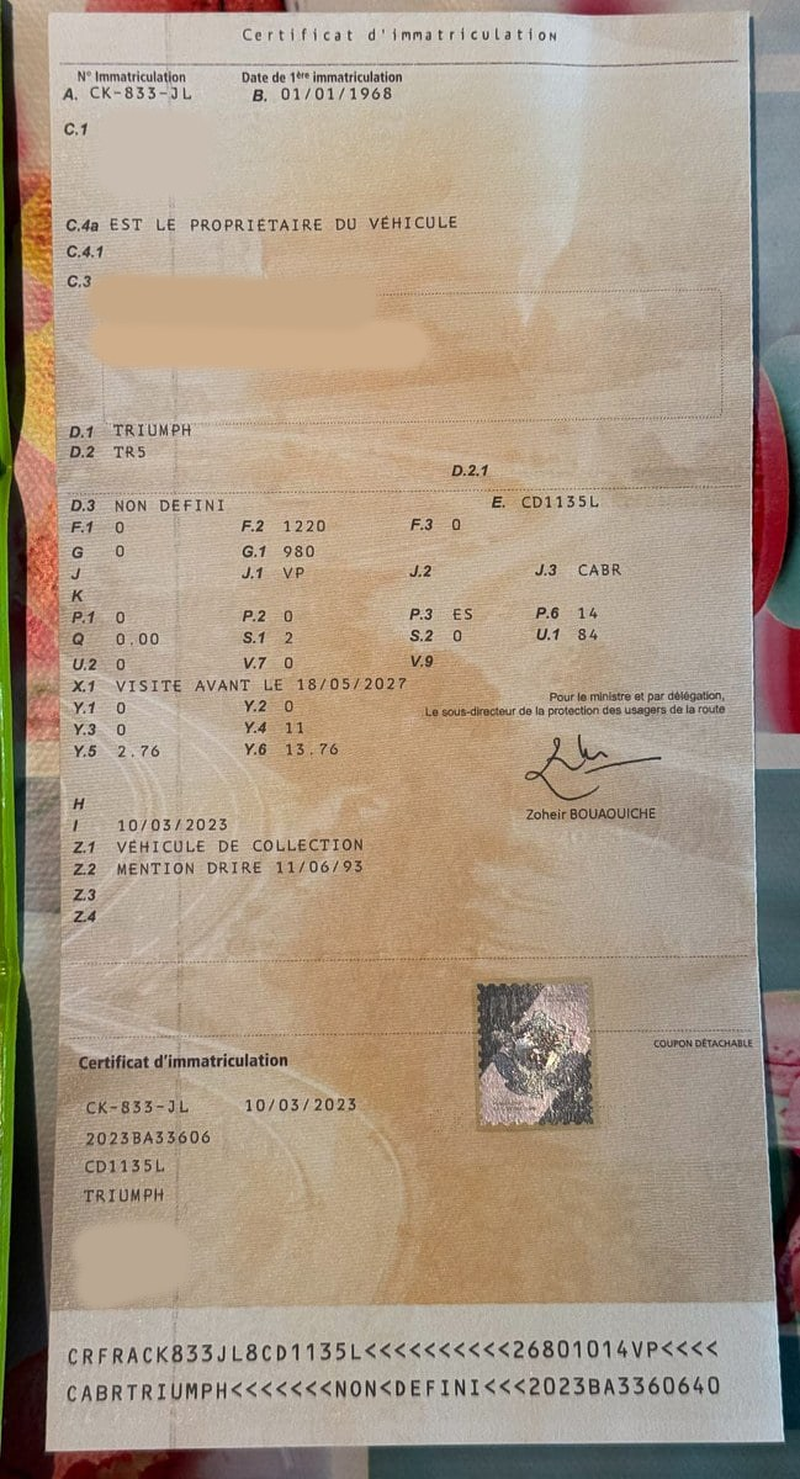 Certificat d'immatriculation
N° Immatriculation Date de 1ère immatriculation
A. CK-833-JL B. 01/01/1968
C.1
C.4a EST LE PROPRIÉTAIRE DU VÉHICULE
C.4.1
C.3
D.1 TRIUMPH
D.2 TR5
D.2.1
D.3 NON DEFINI E. CD1135L
F.1 0 F.2 1220 F.3 0
G 0 G.1 980
J J.1 VP J.2 J.3 CABR
K
P.1 0 P.2 0 P.3 ES P.6 14
Q 0.00 S.1 2 S.2 0 U.1 84
U.2 0 V.7 0 V.9
X.1 VISITE AVANT LE 18/05/2027
Y.1 0 Y.2 0
Pour le ministre et par délégation,
Le sous-directeur de la protection des usagers de la route
Y.3 0 Y.4 11
Y.5 2.76 Y.6 13.76
Zoheir BOUAOUICHE
H
I 10/03/2023
Z.1 VÉHICULE DE COLLECTION
Z.2 MENTION DRIRE 11/06/93
Z.3
Z.4
COUPON DÉTACHABLE
Certificat d'immatriculation
CK-833-JL 10/03/2023
2023BA33606
CD1135L
TRIUMPH
CRFRACK833JL8CD1135L<<<<<<<<<<26801014VP<<<<
CABRTRIUMPH<<<<<<<NON<DEFINI<<<2023BA3360640